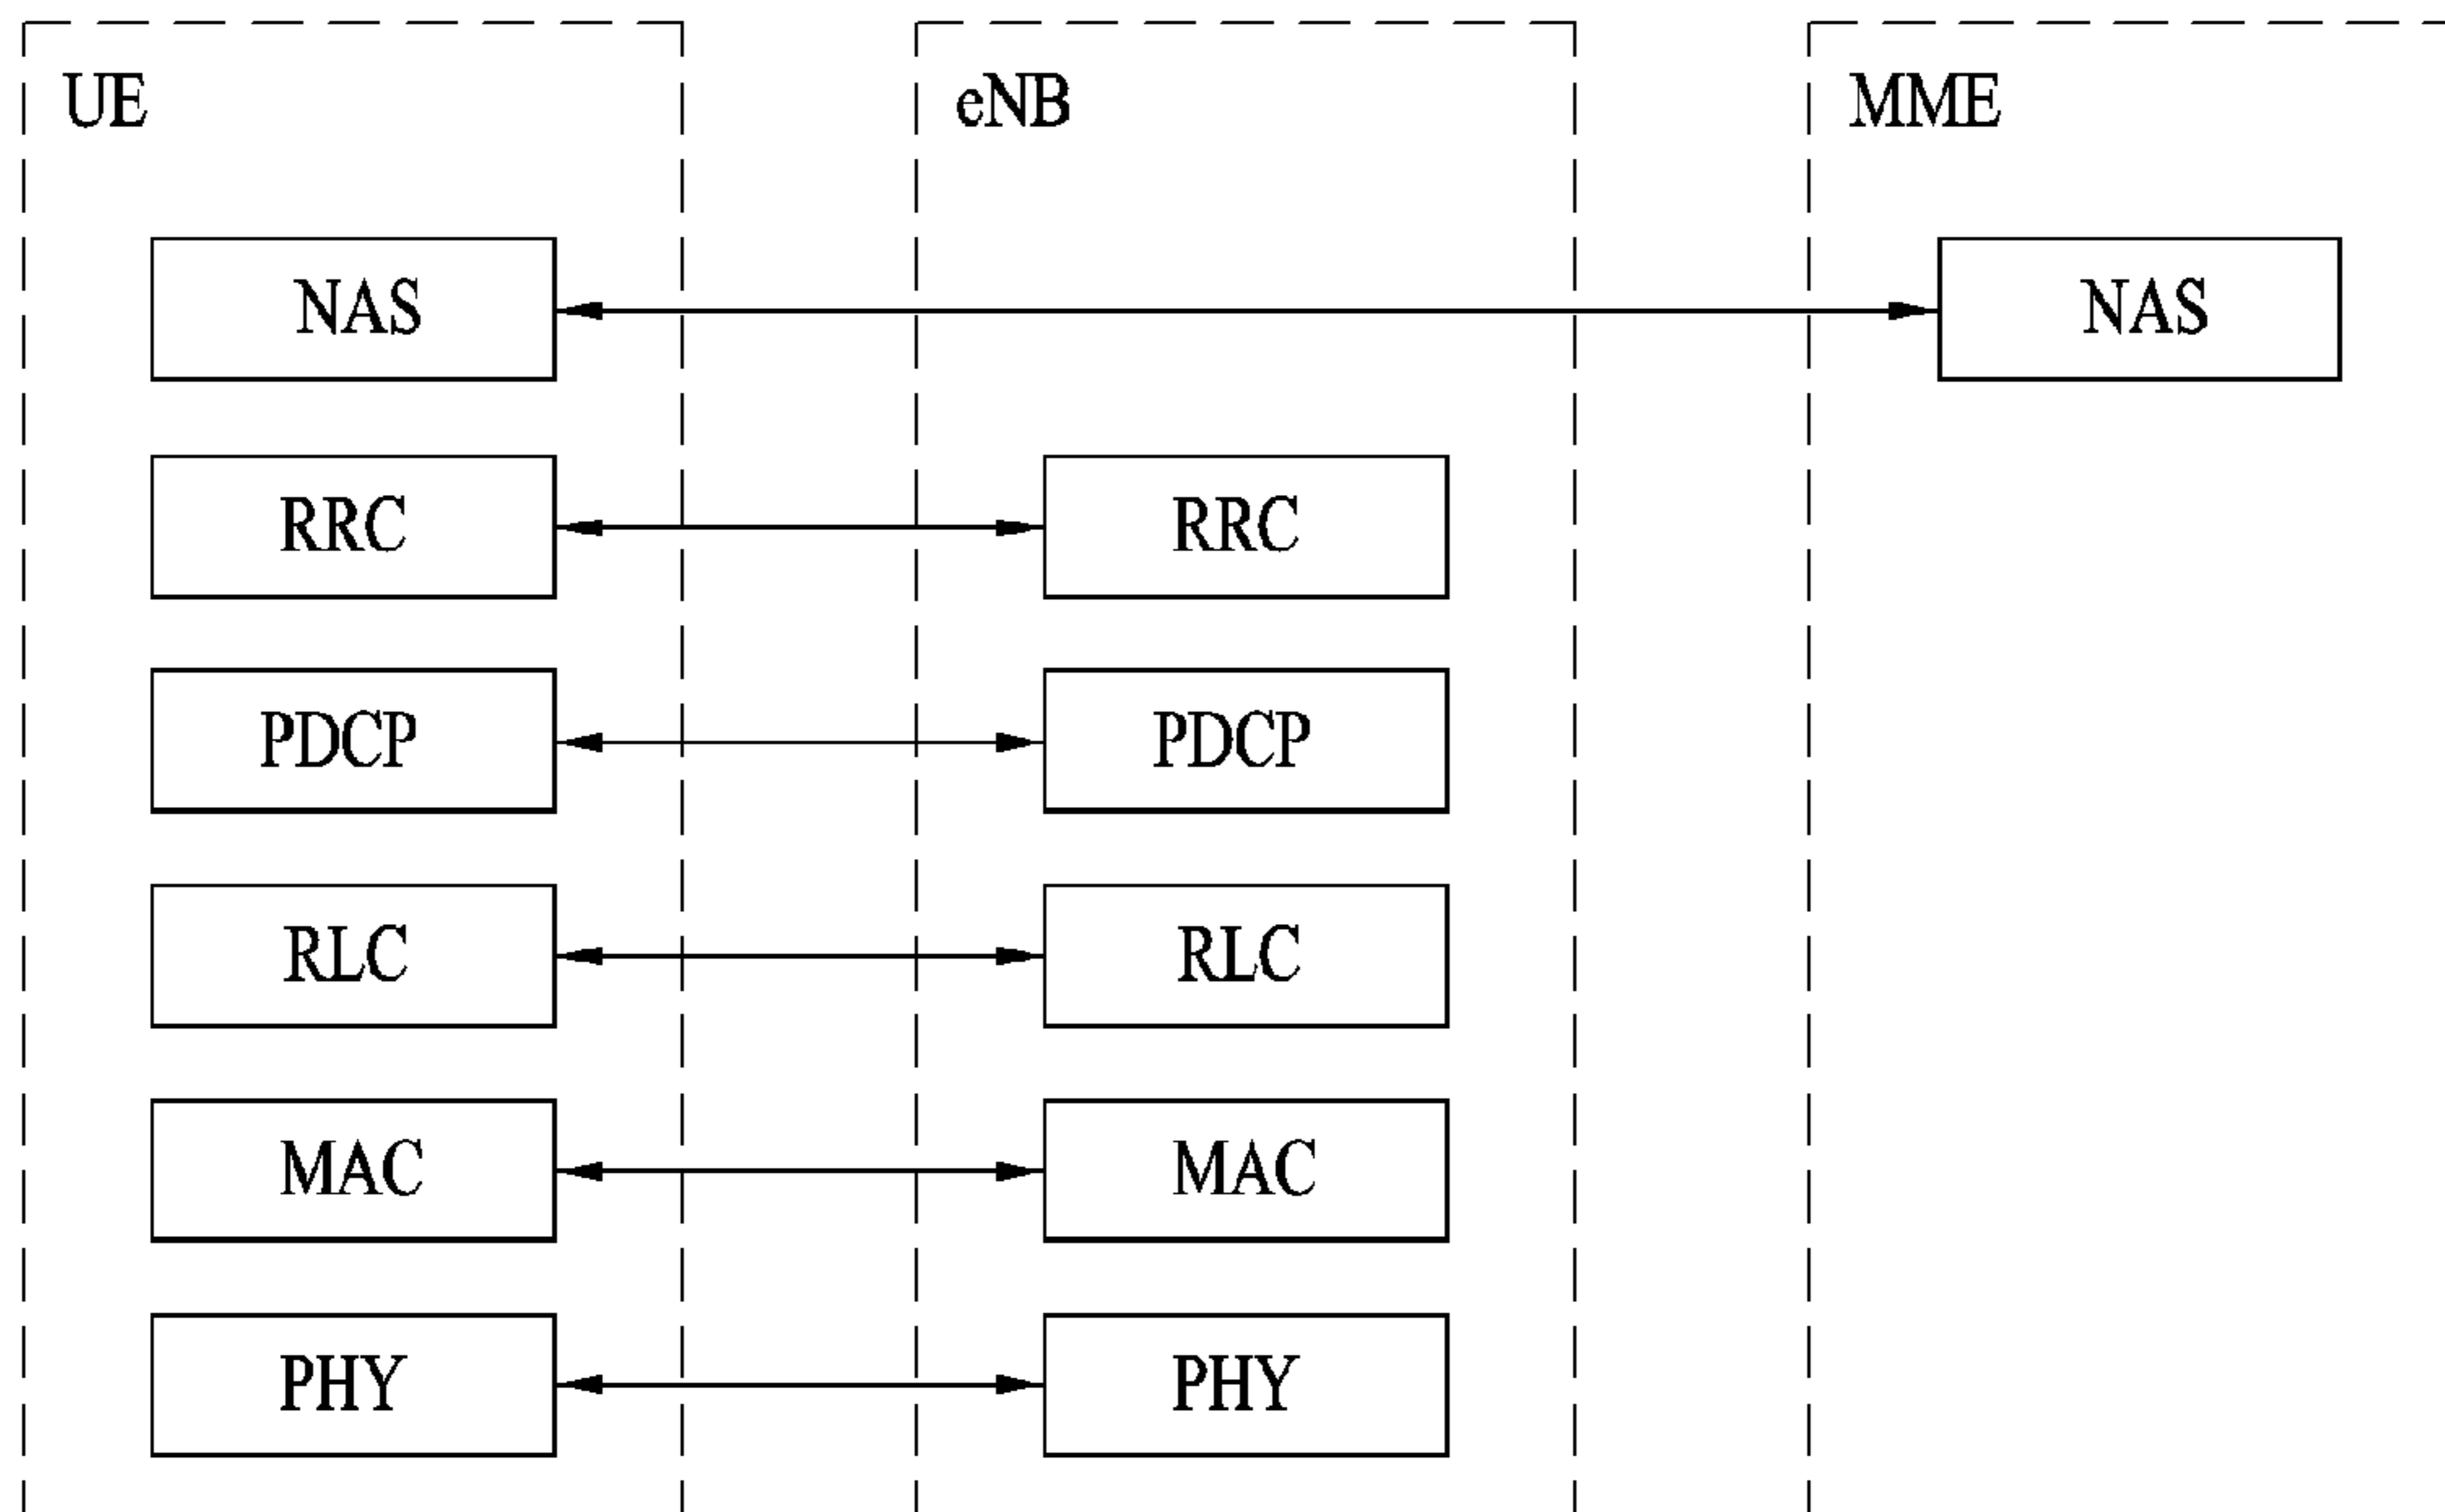 UE eNB MME
NAS NAS
RRC RRC
PDCP PDCP
RLC RLC
MAC MAC
PHY PHY